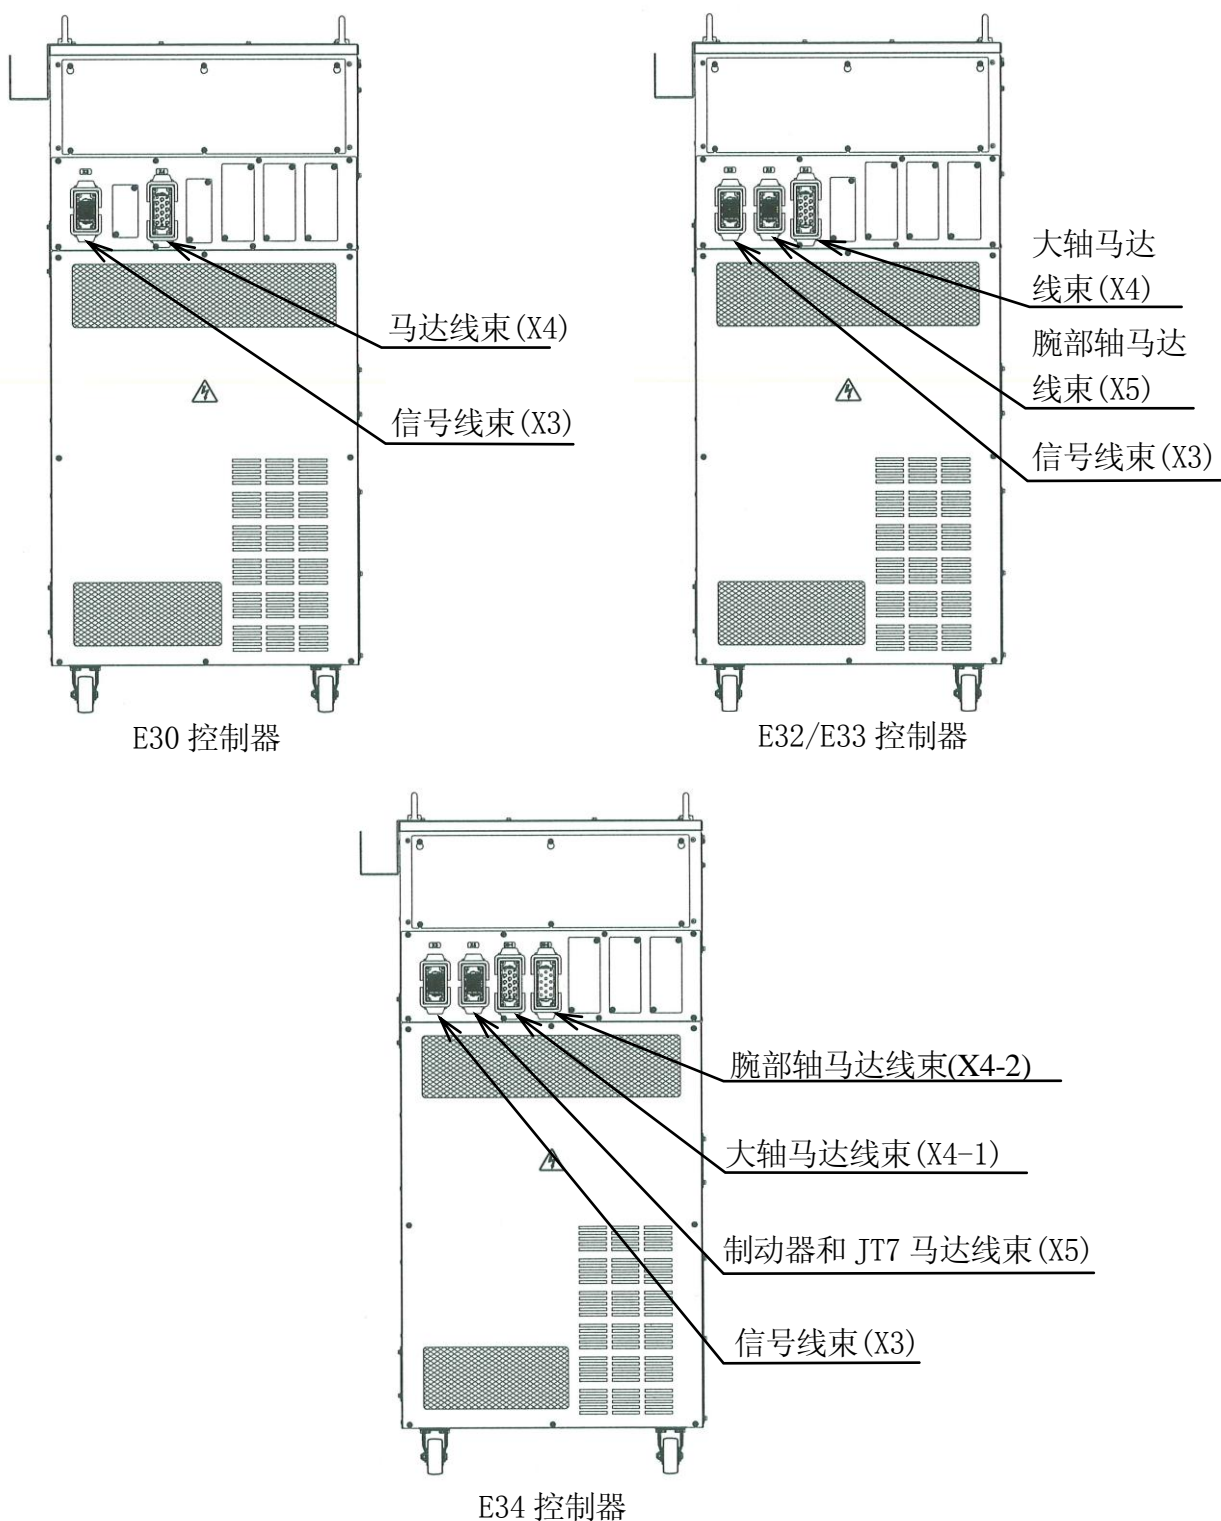 马达线束(X4)
信号线束(X3)
E30 控制器
大轴马达
线束(X4)
腕部轴马达
线束(X5)
信号线束(X3)
E32/E33 控制器
腕部轴马达线束(X4-2)
大轴马达线束(X4-1)
制动器和 JT7 马达线束(X5)
信号线束(X3)
E34 控制器